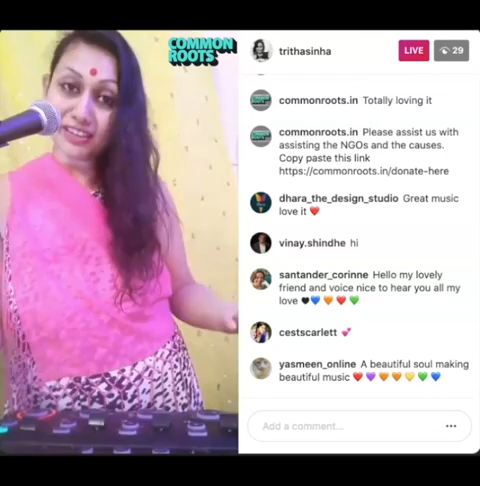 COMMON
ROOTS
trithasinha
LIVE
29
commonroots.in Totally loving it
commonroots.in Please assist us with
assisting the NGOs and the causes.
Copy paste this link
https://commonroots.in/donate-here
dhara_the_design_studio Great music
love it ❤️
vinay.shindhe hi
santander_corinne Hello my lovely
friend and voice nice to hear you all my
love 🖤💙🧡❤️💚
cestscarlett 💕
yasmeen_online A beautiful soul making
beautiful music ❤️💜🧡🧡💛💚💙
Add a comment...